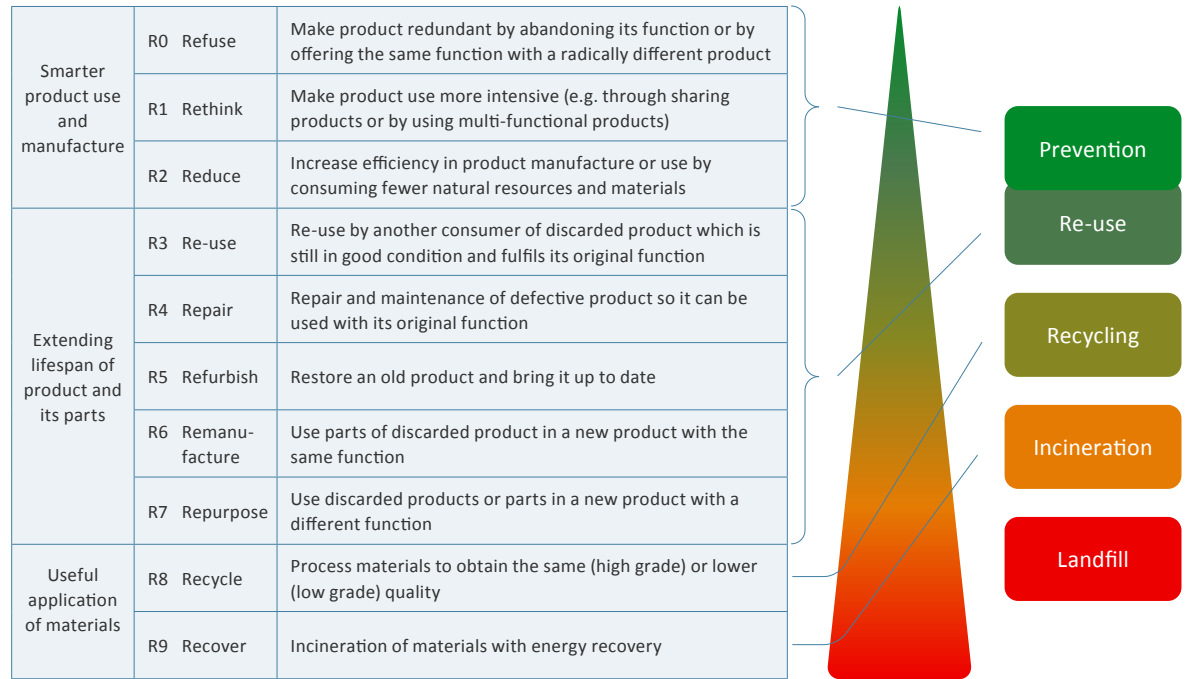 Smarter
product use
and
manufacture
R0 Refuse
Make product redundant by abandoning its function or by
offering the same function with a radically different product
R1 Rethink
Make product use more intensive (e.g. through sharing
products or by using multi-functional products)
R2 Reduce
Increase efficiency in product manufacture or use by
consuming fewer natural resources and materials
Extending
lifespan of
product and
its parts
R3 Re-use
Re-use by another consumer of discarded product which is
still in good condition and fulfils its original function
R4 Repair
Repair and maintenance of defective product so it can be
used with its original function
R5 Refurbish
Restore an old product and bring it up to date
R6 Remanu-
facture
Use parts of discarded product in a new product with the
same function
R7 Repurpose
Use discarded products or parts in a new product with a
different function
Useful
application
of materials
R8 Recycle
Process materials to obtain the same (high grade) or lower
(low grade) quality
R9 Recover
Incineration of materials with energy recovery
Prevention
Re-use
Recycling
Incineration
Landfill